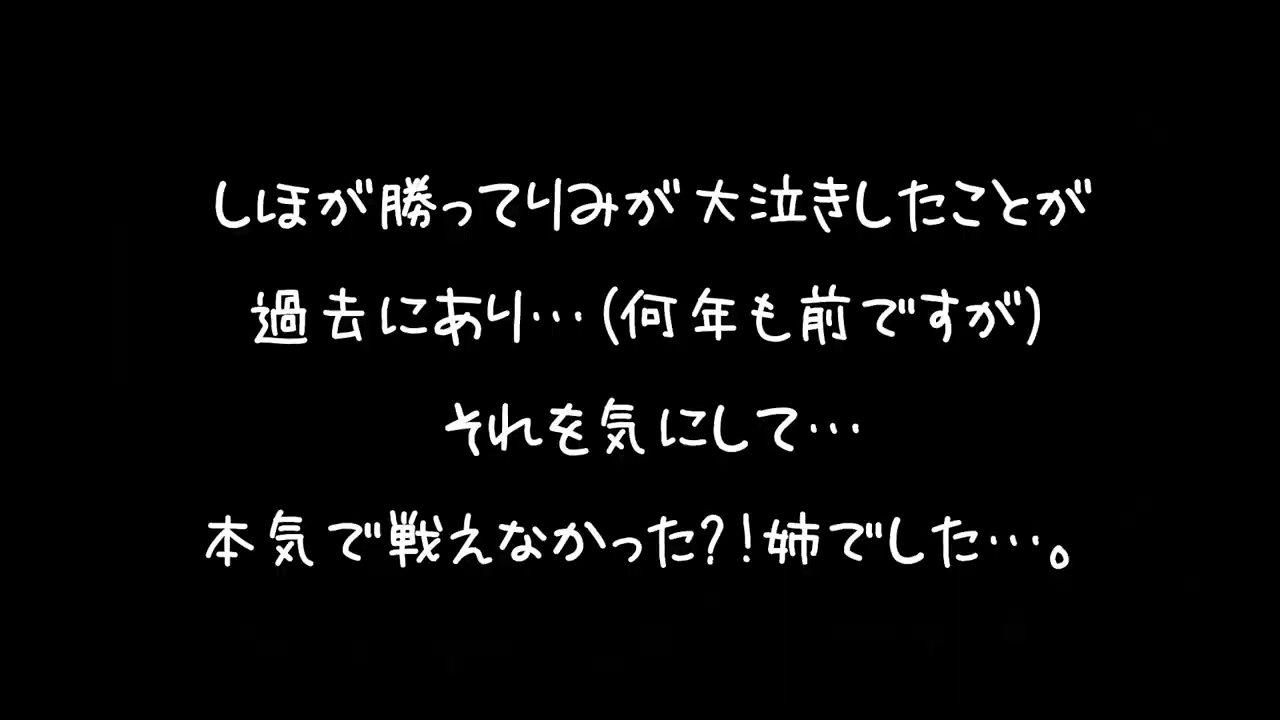 しほが勝ってりみが大泣きしたことが
過去にあり…(何年も前ですが)
それを気にして…
本気で戦えなかった?!姉でした…。